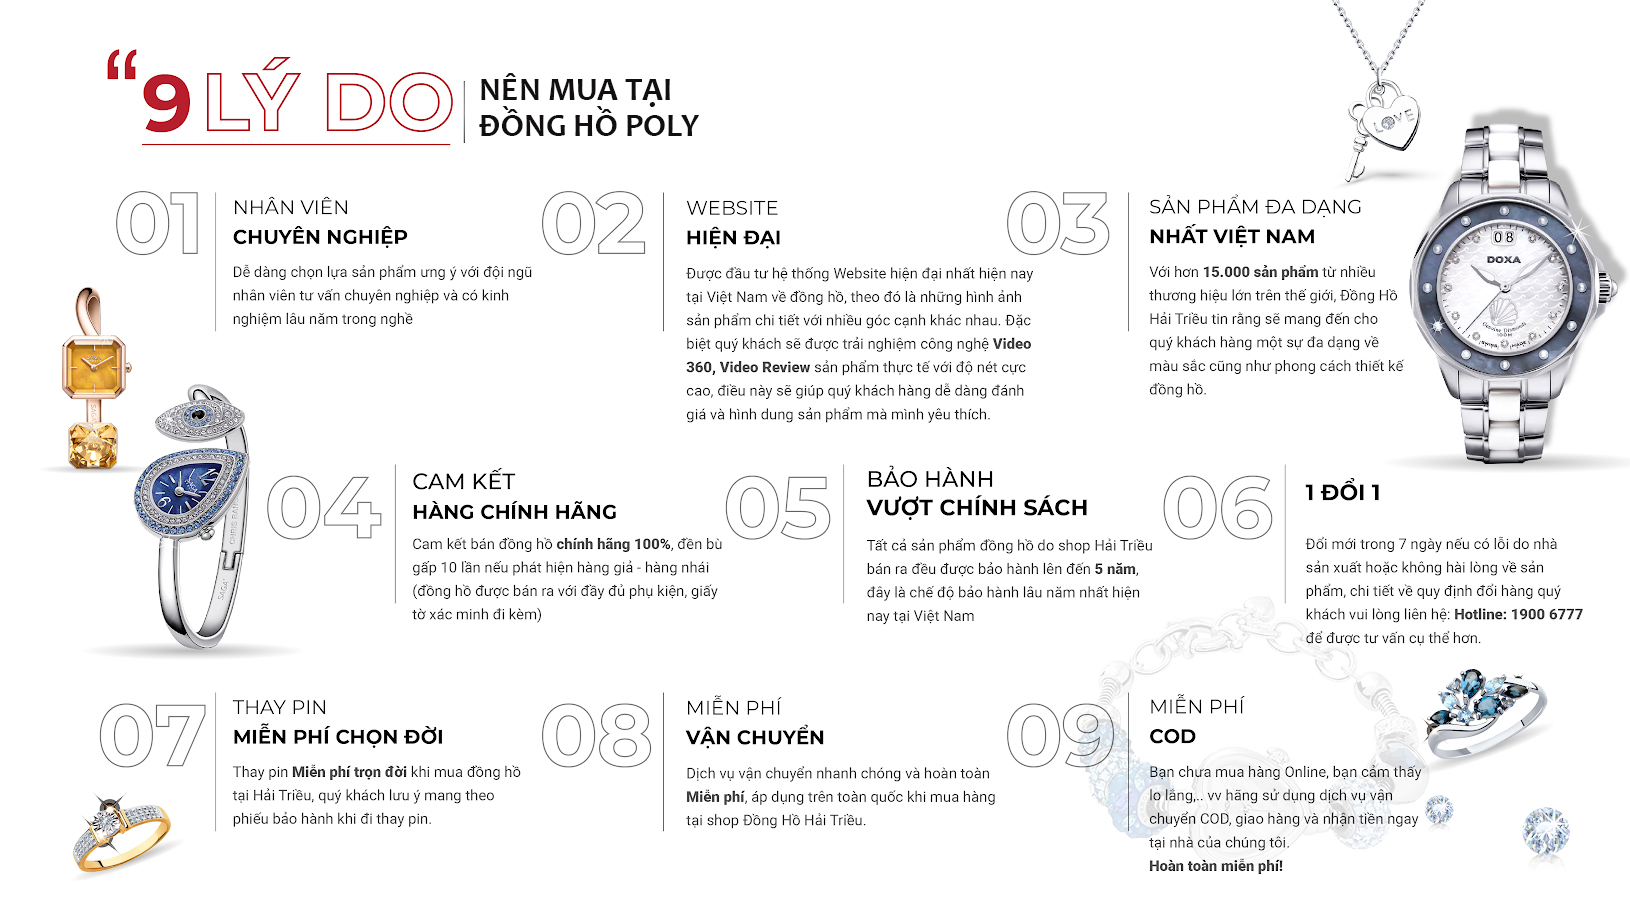 “9 LÝ DO
NÊN MUA TẠI
ĐỒNG HỒ POLY
01
NHÂN VIÊN
CHUYÊN NGHIỆP
Dễ dàng chọn lựa sản phẩm ưng ý với đội ngũ
nhân viên tư vấn chuyên nghiệp và có kinh
nghiệm lâu năm trong nghề
02
WEBSITE
HIỆN ĐẠI
Được đầu tư hệ thống Website hiện đại nhất hiện nay
tại Việt Nam về đồng hồ, theo đó là những hình ảnh
sản phẩm chi tiết với nhiều góc cạnh khác nhau. Đặc
biệt quý khách sẽ được trải nghiệm công nghệ Video
360, Video Review sản phẩm thực tế với độ nét cực
cao, điều này sẽ giúp quý khách hàng dễ dàng đánh
giá và hình dung sản phẩm mà mình yêu thích.
03
SẢN PHẨM ĐA DẠNG
NHẤT VIỆT NAM
Với hơn 15.000 sản phẩm từ nhiều
thương hiệu lớn trên thế giới, Đồng Hồ
Hải Triều tin rằng sẽ mang đến cho
quý khách hàng một sự đa dạng về
màu sắc cũng như phong cách thiết kế
đồng hồ.
LOVE
08
DOXA
Genuine Diamonds
100M
SWISS MADE
04
CAM KẾT
HÀNG CHÍNH HÃNG
Cam kết bán đồng hồ chính hãng 100%, đền bù
gấp 10 lần nếu phát hiện hàng giả - hàng nhái
(đồng hồ được bán ra với đầy đủ phụ kiện, giấy
tờ xác minh đi kèm)
SAGA
05
BẢO HÀNH
VƯỢT CHÍNH SÁCH
Tất cả sản phẩm đồng hồ do shop Hải Triều
bán ra đều được bảo hành lên đến 5 năm,
đây là chế độ bảo hành lâu năm nhất hiện
nay tại Việt Nam
06
1 ĐỔI 1
Đổi mới trong 7 ngày nếu có lỗi do nhà
sản xuất hoặc không hài lòng về sản
phẩm, chi tiết về quy định đổi hàng quý
khách vui lòng liên hệ: Hotline: 1900 6777
để được tư vấn cụ thể hơn.
07
THAY PIN
MIỄN PHÍ CHỌN ĐỜI
Thay pin Miễn phí trọn đời khi mua đồng hồ
tại Hải Triều, quý khách lưu ý mang theo
phiếu bảo hành khi đi thay pin.
08
MIỄN PHÍ
VẬN CHUYỂN
Dịch vụ vận chuyển nhanh chóng và hoàn toàn
Miễn phí, áp dụng trên toàn quốc khi mua hàng
tại shop Đồng Hồ Hải Triều.
09
MIỄN PHÍ
COD
Bạn chưa mua hàng Online, bạn cảm thấy
lo lắng,.. vv hãng sử dụng dịch vụ vận
chuyển COD, giao hàng và nhận tiền ngay
tại nhà của chúng tôi.
Hoàn toàn miễn phí!